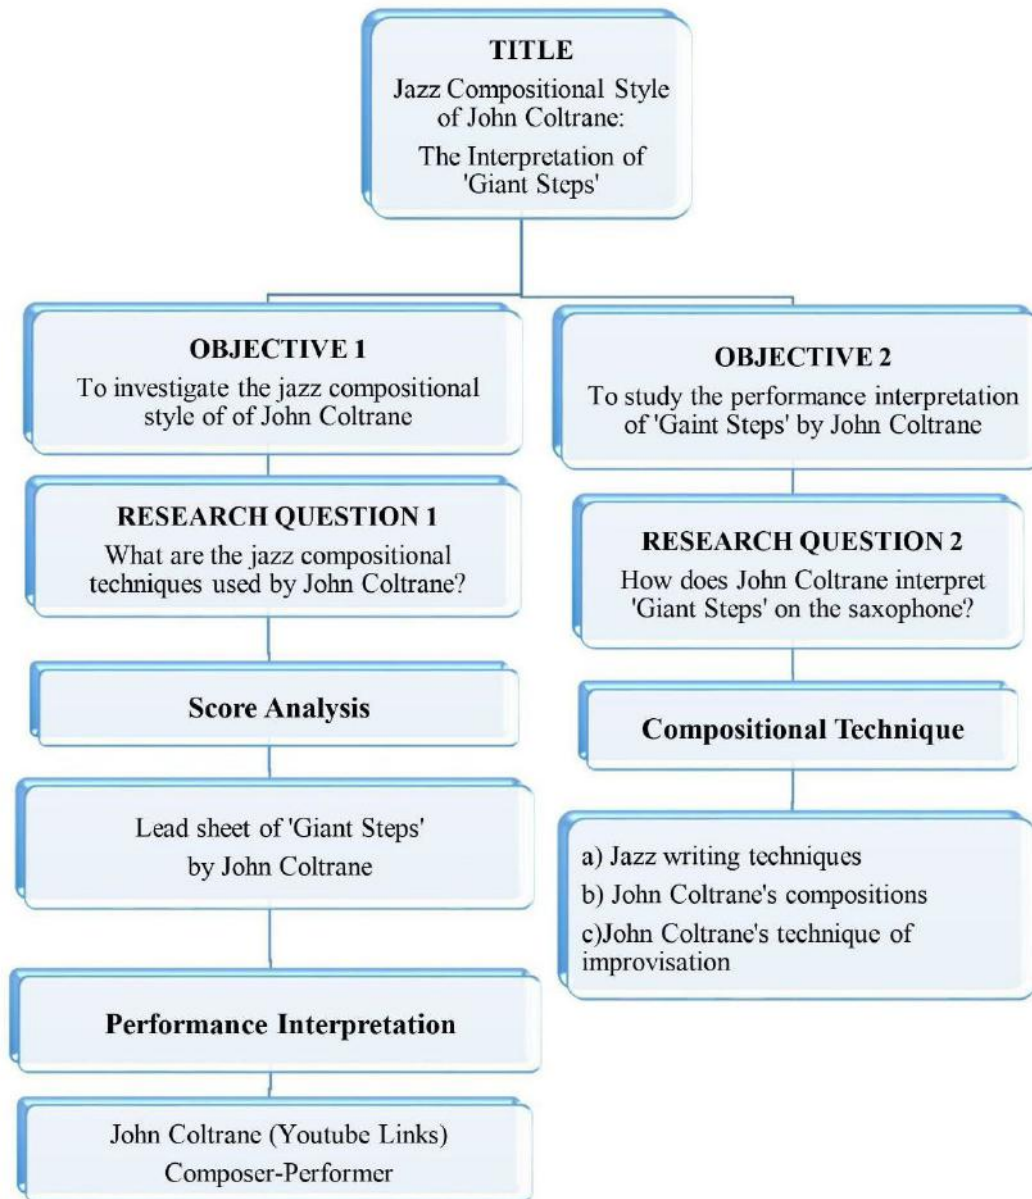 TITLE
Jazz Compositional Style
of John Coltrane:
The Interpretation of
'Giant Steps'
OBJECTIVE 1
To investigate the jazz compositional
style of of John Coltrane
RESEARCH QUESTION 1
What are the jazz compositional
techniques used by John Coltrane?
Score Analysis
Lead sheet of 'Giant Steps'
by John Coltrane
Performance Interpretation
John Coltrane (Youtube Links)
Composer-Performer
OBJECTIVE 2
To study the performance interpretation
of 'Gaint Steps' by John Coltrane
RESEARCH QUESTION 2
How does John Coltrane interpret
'Giant Steps' on the saxophone?
Compositional Technique
a) Jazz writing techniques
b) John Coltrane's compositions
c)John Coltrane's technique of
improvisation